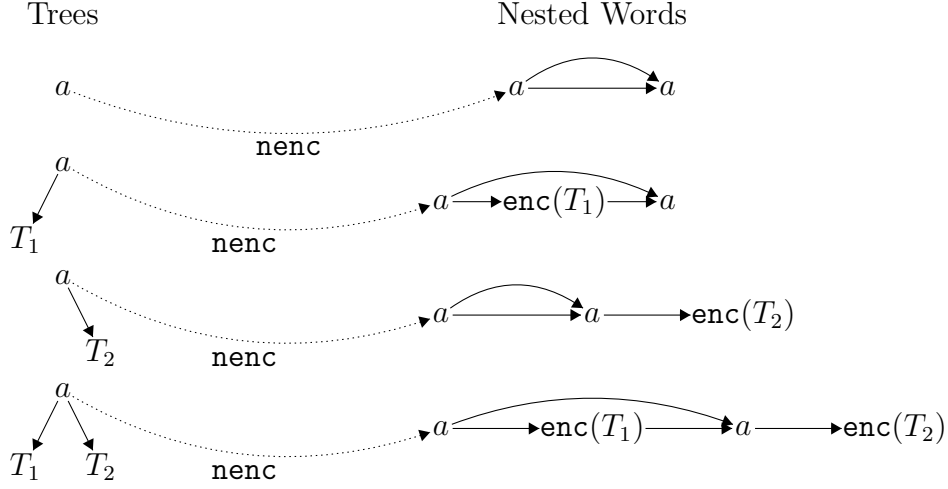 Trees Nested Words
a a a
nenc
a a enc(T₁) a
T₁ nenc
a a a enc(T₂)
T₂ nenc
a a enc(T₁) a enc(T₂)
T₁ T₂ nenc